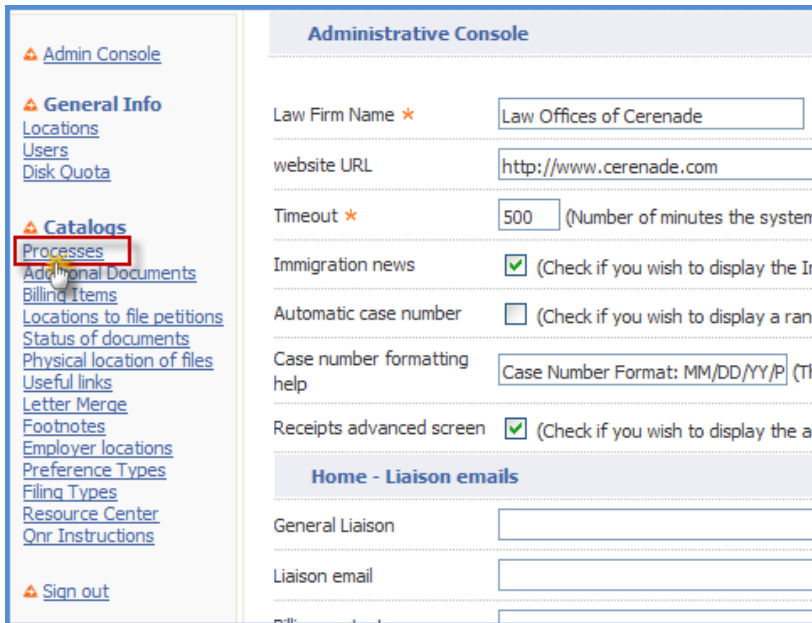 Admin Console
General Info
Locations
Users
Disk Quota
Catalogs
Processes
Additional Documents
Billing Items
Locations to file petitions
Status of documents
Physical location of files
Useful links
Letter Merge
Footnotes
Employer locations
Preference Types
Filing Types
Resource Center
Qnr Instructions
Sign out
Administrative Console
Law Firm Name * Law Offices of Cerenade
website URL http://www.cerenade.com
Timeout * 500 (Number of minutes the system
Immigration news (Check if you wish to display the I
Automatic case number (Check if you wish to display a ran
Case number formatting
help Case Number Format: MM/DD/YY/P (Th
Receipts advanced screen (Check if you wish to display the a
Home - Liaison emails
General Liaison
Liaison email